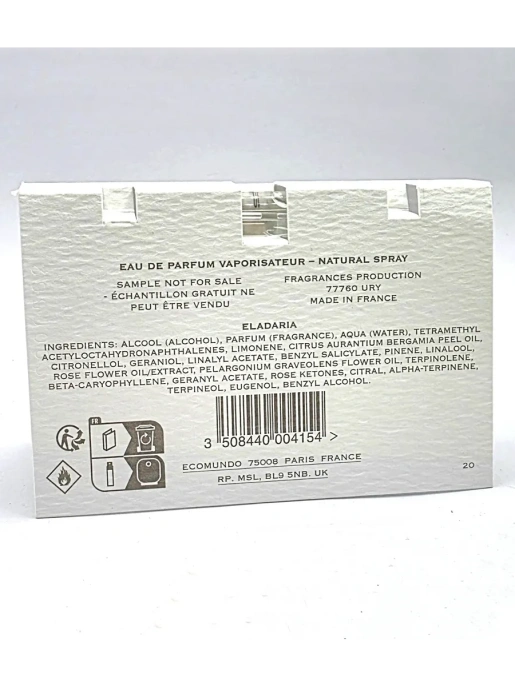 EAU DE PARFUM VAPORISATEUR – NATURAL SPRAY
SAMPLE NOT FOR SALE
- ÉCHANTILLON GRATUIT NE
PEUT ÊTRE VENDU
FRAGRANCES PRODUCTION
77760 URY
MADE IN FRANCE
ELADARIA
INGREDIENTS: ALCOOL (ALCOHOL), PARFUM (FRAGRANCE), AQUA (WATER), TETRAMETHYL
ACETYLOCTAHYDRONAPHTHALENES, LIMONENE, CITRUS AURANTIUM BERGAMIA PEEL OIL,
CITRONELLOL, GERANIOL, LINALYL ACETATE, BENZYL SALICYLATE, PINENE, LINALOOL,
ROSE FLOWER OIL/EXTRACT, PELARGONIUM GRAVEOLENS FLOWER OIL, TERPINOLENE,
BETA-CARYOPHYLLENE, GERANYL ACETATE, ROSE KETONES, CITRAL, ALPHA-TERPINENE,
TERPINEOL, EUGENOL, BENZYL ALCOHOL.
FR
3 508440 004154 >
ECOMUNDO 75008 PARIS FRANCE
RP. MSL, BL9 5NB. UK
20